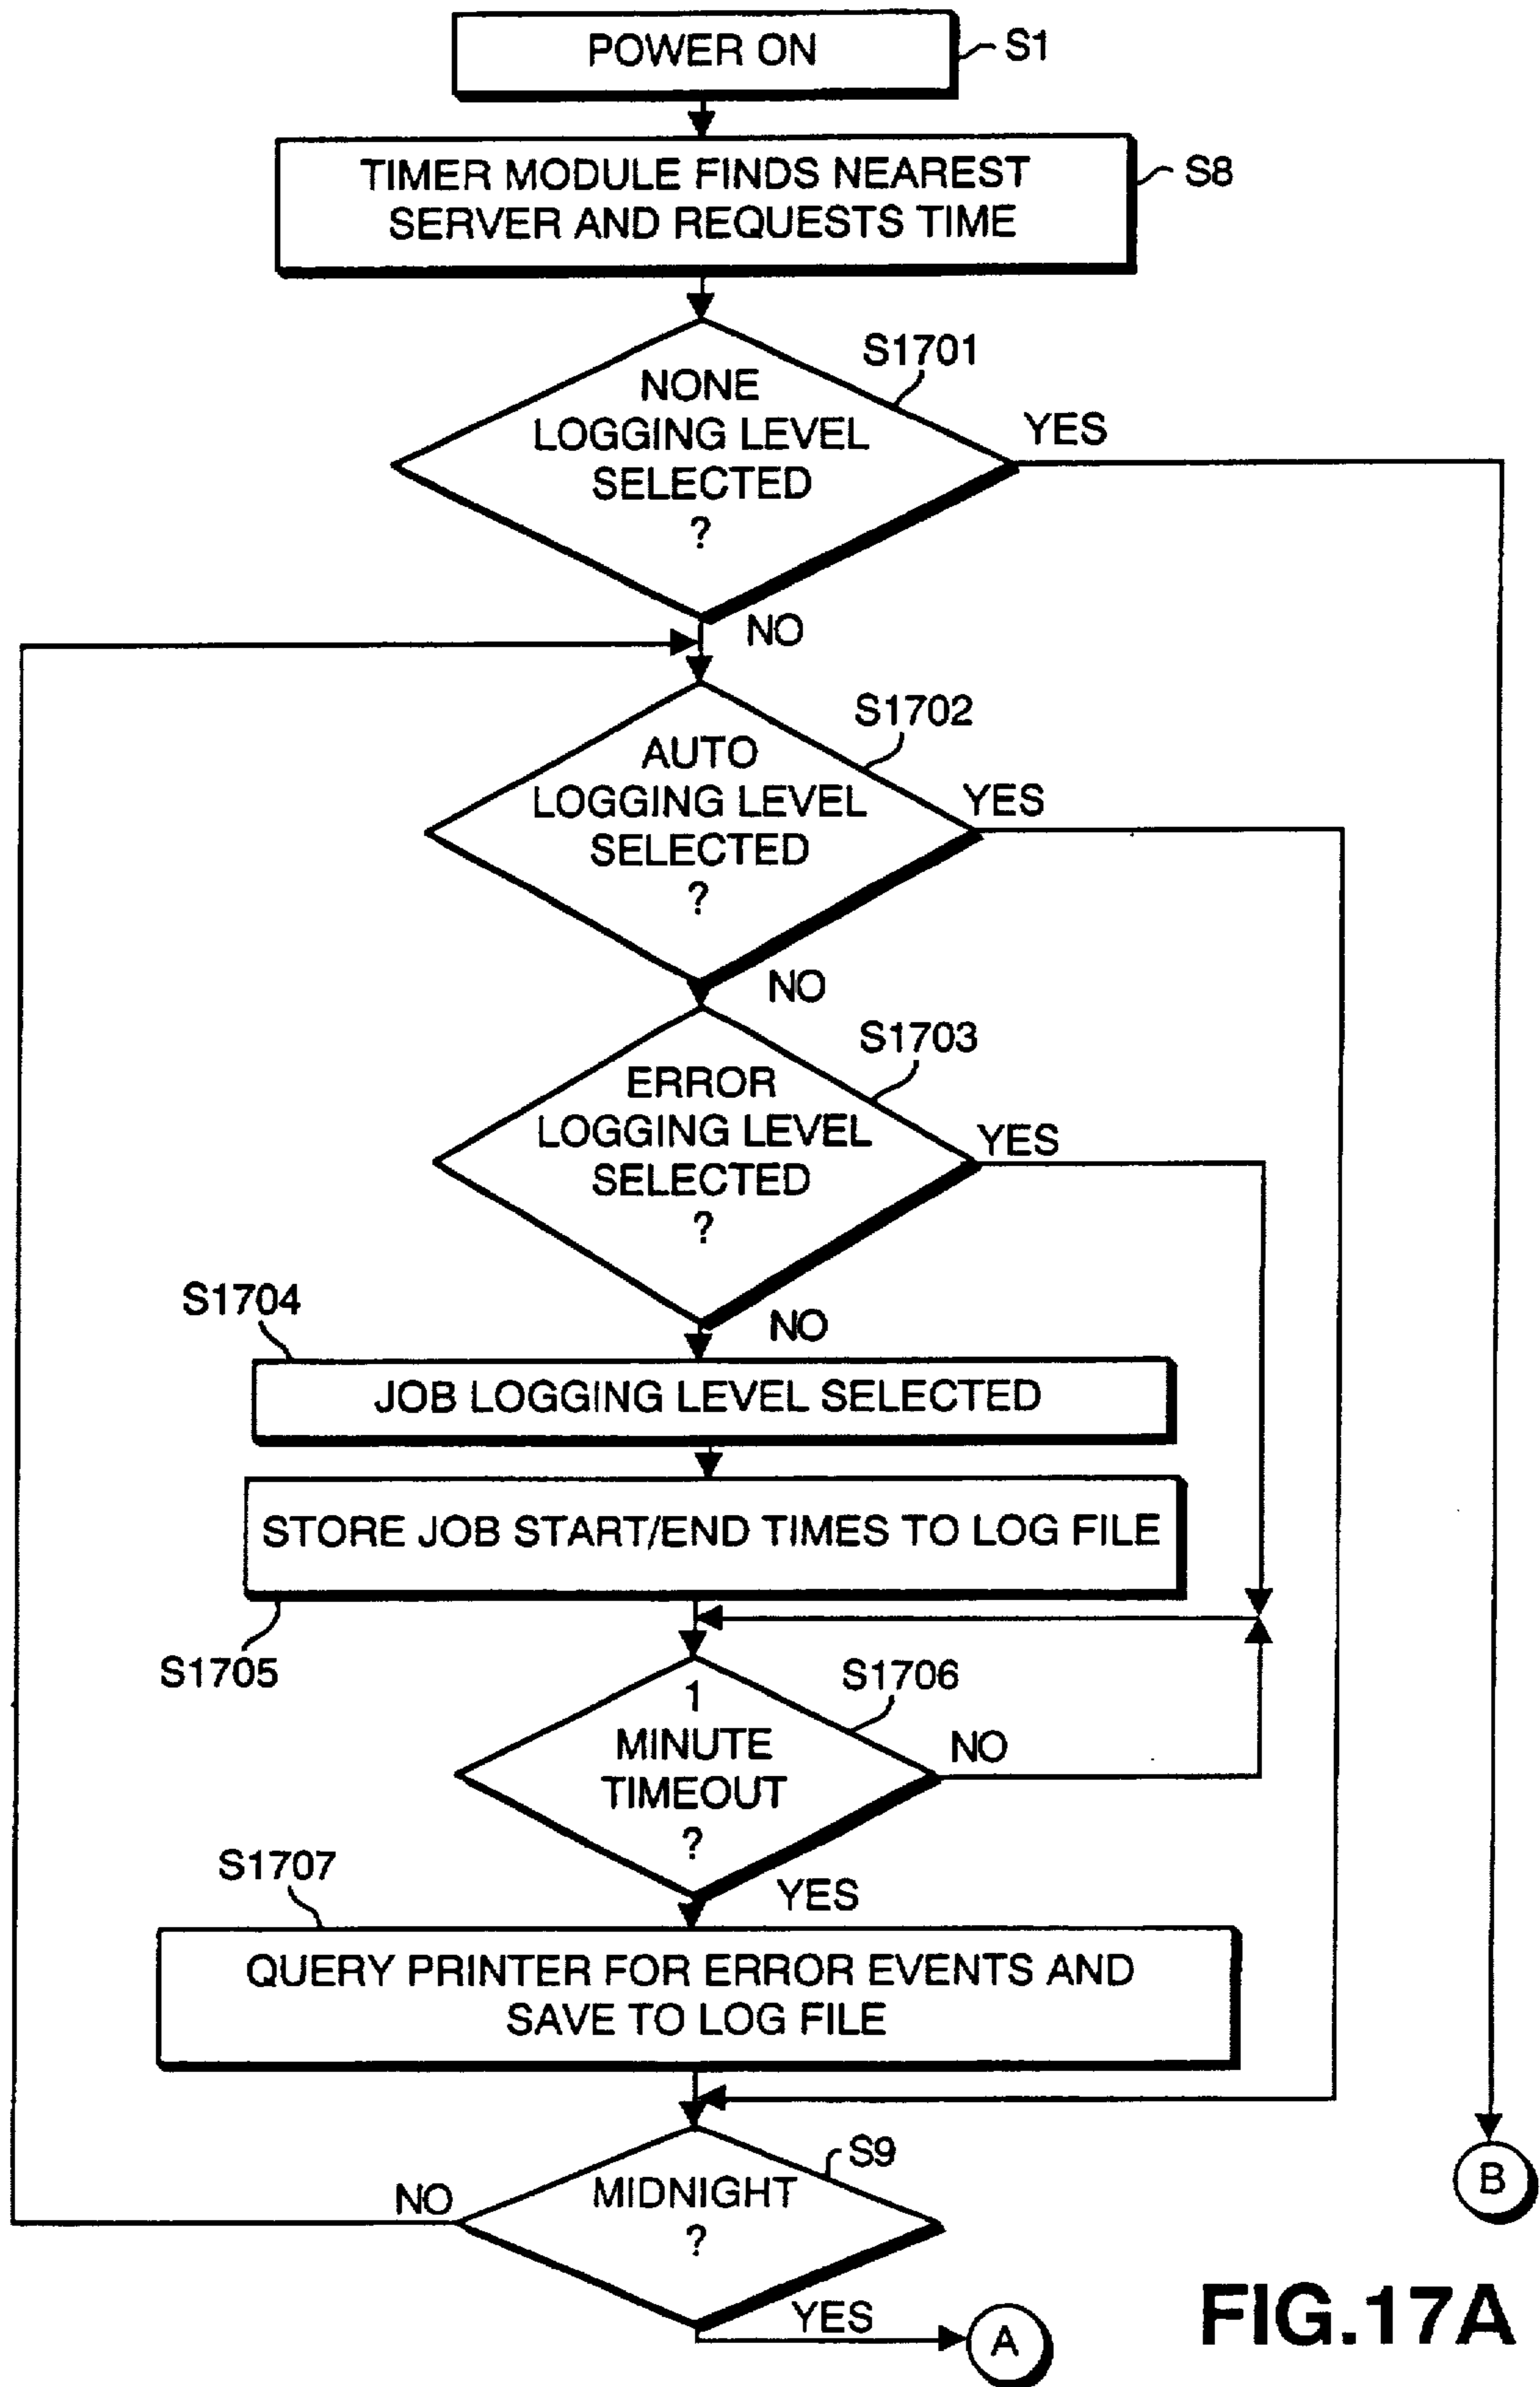 POWER ON
S1
TIMER MODULE FINDS NEAREST
SERVER AND REQUESTS TIME
S8
S1701
NONE
LOGGING LEVEL
SELECTED
?
YES
NO
S1702
AUTO
LOGGING LEVEL
SELECTED
?
YES
NO
S1703
ERROR
LOGGING LEVEL
SELECTED
?
YES
NO
S1704
JOB LOGGING LEVEL SELECTED
STORE JOB START/END TIMES TO LOG FILE
S1705
S1706
1
MINUTE
TIMEOUT
?
NO
YES
S1707
QUERY PRINTER FOR ERROR EVENTS AND
SAVE TO LOG FILE
S9
MIDNIGHT
?
NO
YES
A
B
FIG.17A